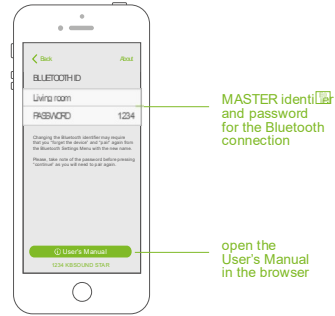 Back About
BLUETOOTH ID
Living room
PASSWORD 1234
Changing the Bluetooth identifier may require
that you "forget the device" and "pair" again from
the Bluetooth Settings Menu with the new name.
Please, take note of the password before pressing
"continue" as you will need to pair again.
User's Manual
1234 KBSOUND STAR
MASTER identifier
and password
for the Bluetooth
connection
open the
User's Manual
in the browser